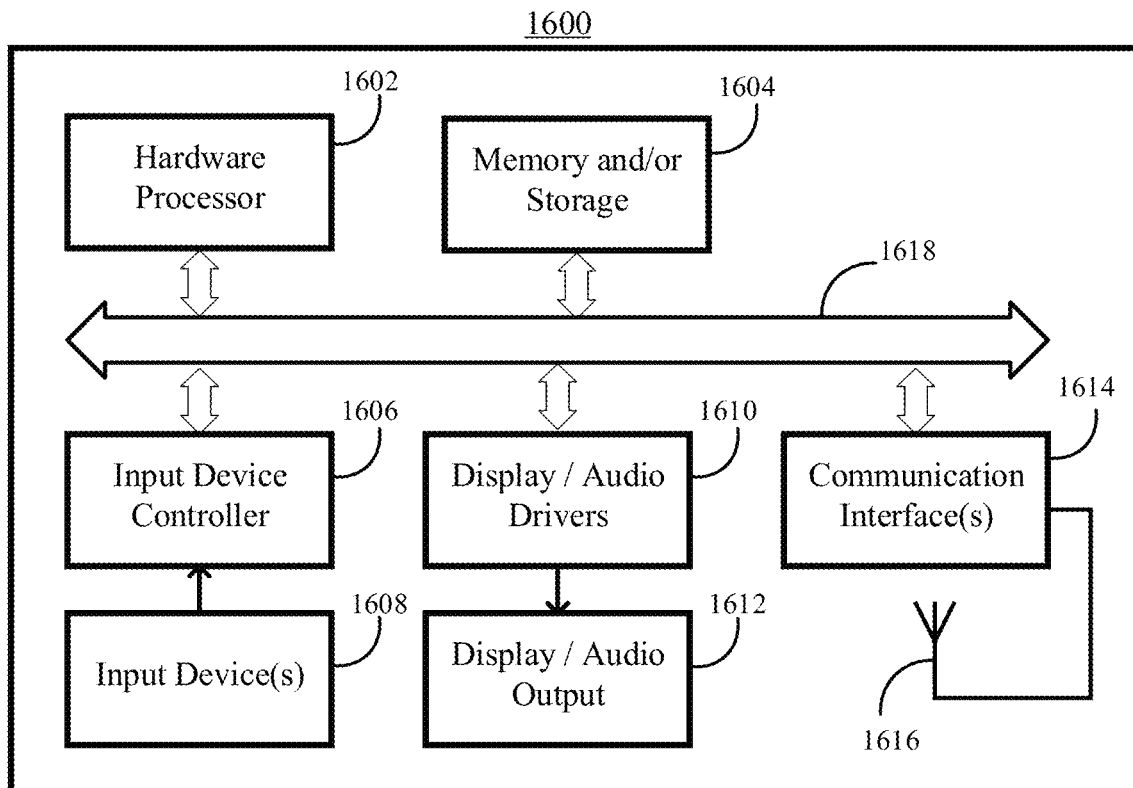 1600
1602
1604
Hardware
Processor
Memory and/or
Storage
1618
1606
1610
1614
Input Device
Controller
Display / Audio
Drivers
Communication
Interface(s)
1608
1612
Input Device(s)
Display / Audio
Output
1616